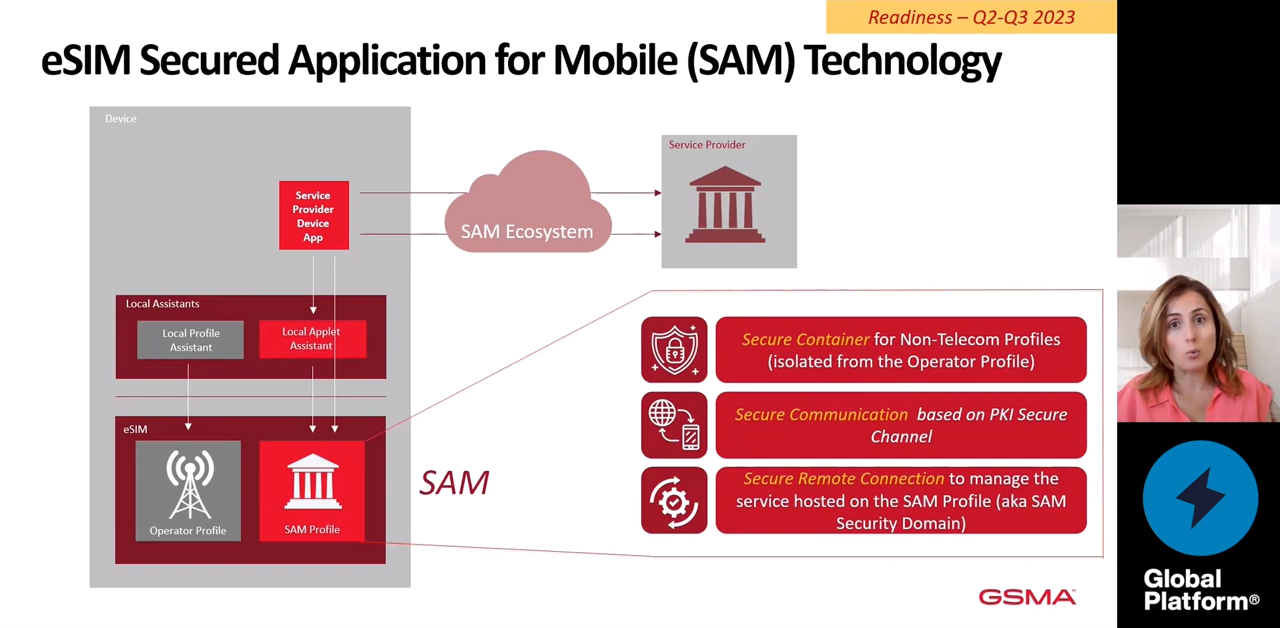 Readiness – Q2-Q3 2023
eSIM Secured Application for Mobile (SAM) Technology
Device
Service
Provider
Device
App
SAM Ecosystem
Service Provider
Local Assistants
Local Profile
Assistant
Local Applet
Assistant
eSIM
Operator Profile
SAM Profile
SAM
Secure Container for Non-Telecom Profiles
(isolated from the Operator Profile)
Secure Communication based on PKI Secure
Channel
Secure Remote Connection to manage the
service hosted on the SAM Profile (aka SAM
Security Domain)
GSMA™
Global
Platform®